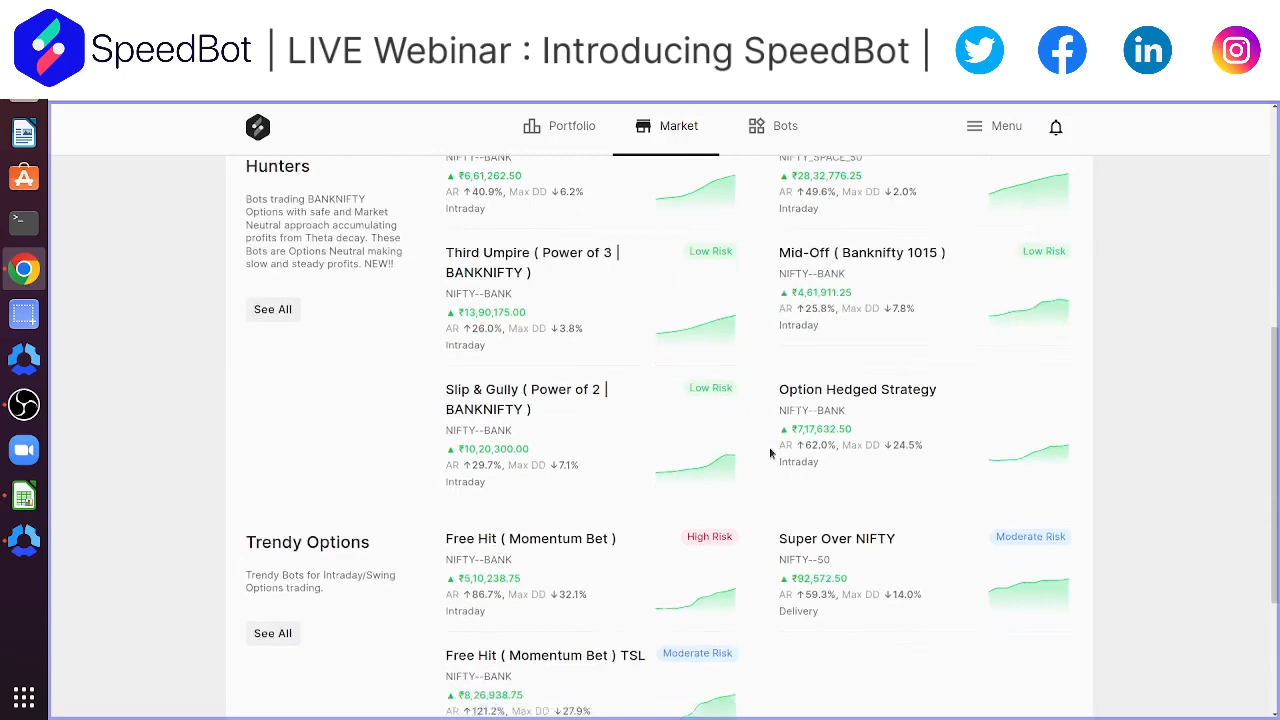 SpeedBot | LIVE Webinar : Introducing SpeedBot |
Portfolio
Market
Bots
Menu
Hunters
Bots trading BANKNIFTY
Options with safe and Market
Neutral approach accumulating
profits from Theta decay. These
Bots are Options Neutral making
slow and steady profits. NEW!!
See All
NIFTY--BANK
▲ ₹6,61,262.50
AR ↑40.9%, Max DD ↓6.2%
Intraday
NIFTY_SPACE_50
▲ ₹28,32,776.25
AR ↑49.6%, Max DD ↓2.0%
Intraday
Third Umpire ( Power of 3 |
BANKNIFTY )
Low Risk
NIFTY--BANK
▲ ₹13,90,175.00
AR ↑26.0%, Max DD ↓3.8%
Intraday
Mid-Off ( Banknifty 1015 )
Low Risk
NIFTY--BANK
▲ ₹4,61,911.25
AR ↑25.8%, Max DD ↓7.8%
Intraday
Slip & Gully ( Power of 2 |
BANKNIFTY )
Low Risk
NIFTY--BANK
▲ ₹10,20,300.00
AR ↑29.7%, Max DD ↓7.1%
Intraday
Option Hedged Strategy
NIFTY--BANK
▲ ₹7,17,632.50
AR ↑62.0%, Max DD ↓24.5%
Intraday
Trendy Options
Trendy Bots for Intraday/Swing
Options trading.
See All
Free Hit ( Momentum Bet )
High Risk
NIFTY--BANK
▲ ₹5,10,238.75
AR ↑86.7%, Max DD ↓32.1%
Intraday
Super Over NIFTY
Moderate Risk
NIFTY--50
▲ ₹92,572.50
AR ↑59.3%, Max DD ↓14.0%
Delivery
Free Hit ( Momentum Bet ) TSL
Moderate Risk
NIFTY--BANK
▲ ₹8,26,938.75
AR ↑121.2%, Max DD ↓27.9%